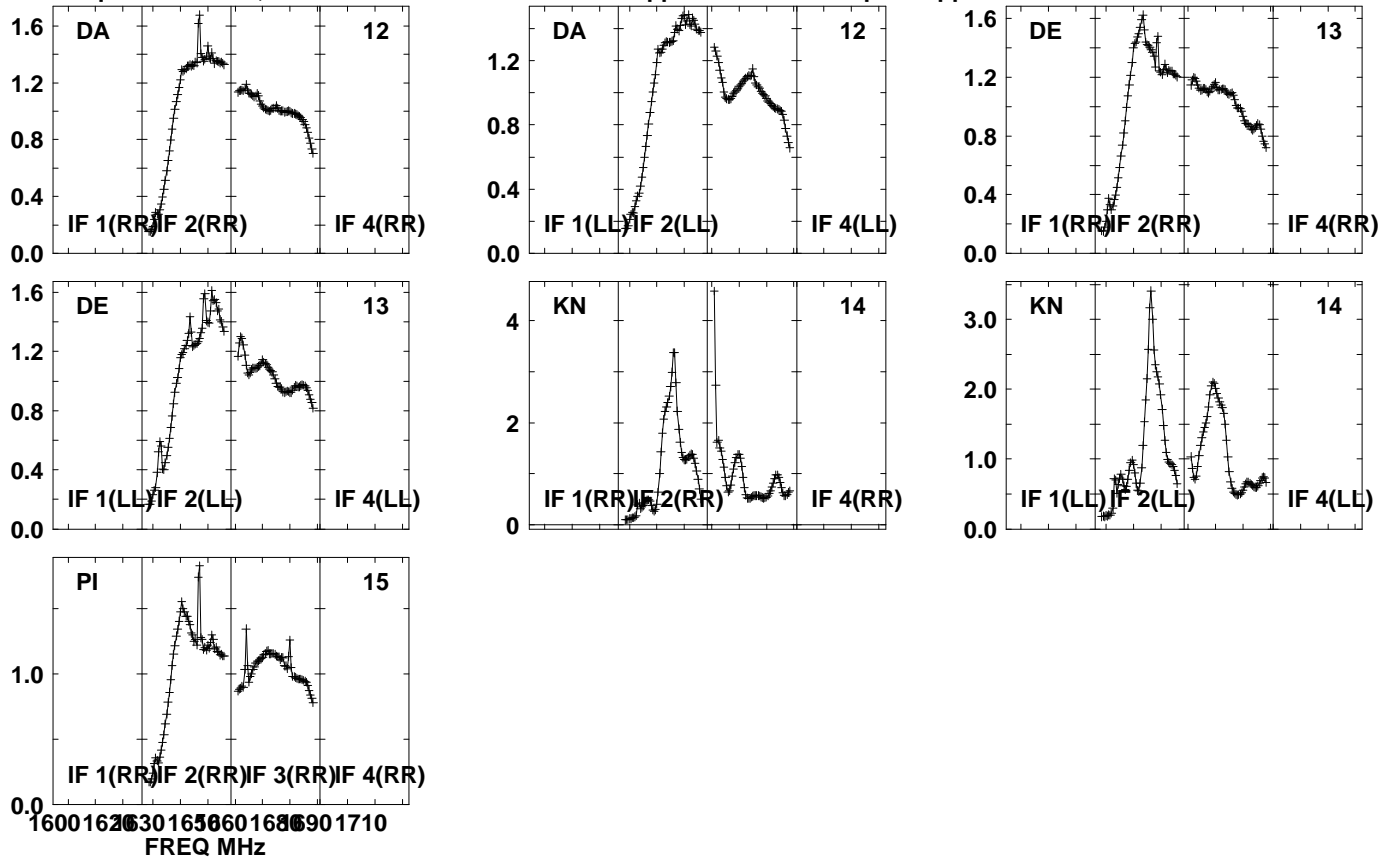 1.6 DA 12
1.2
0.8
0.4
0.0 IF 1(RR) IF 2(RR) IF 4(RR)
DA 12
1.2
0.8
0.4
0.0 IF 1(LL) IF 2(LL) IF 4(LL)
1.6 DE 13
1.2
0.8
0.4
0.0 IF 1(RR) IF 2(RR) IF 4(RR)
1.6 DE 13
1.2
0.8
0.4
0.0 IF 1(LL) IF 2(LL) IF 4(LL)
KN 14
4
2
0 IF 1(RR) IF 2(RR) IF 4(RR)
KN 14
3.0
2.0
1.0
0.0 IF 1(LL) IF 2(LL) IF 4(LL)
PI 15
1.0
IF 1(RR) IF 2(RR) IF 3(RR) IF 4(RR)
0.0
1600 1620 1630 1650 1660 1680 1690 1710
FREQ MHz